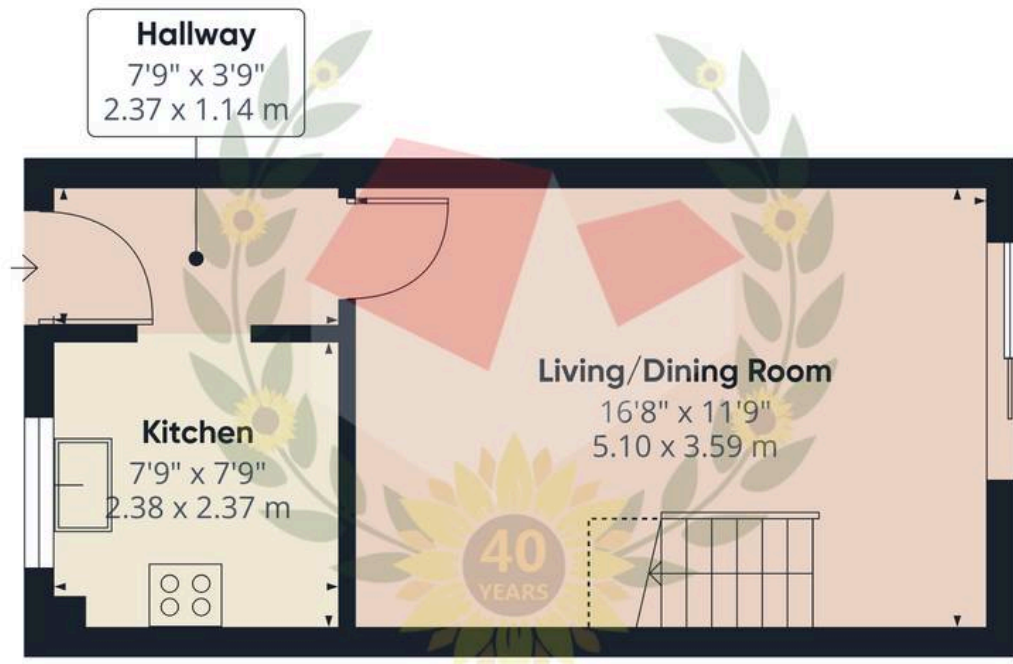 Hallway
7'9" x 3'9"
2.37 x 1.14 m
Living/Dining Room
16'8" x 11'9"
5.10 x 3.59 m
Kitchen
7'9" x 7'9"
2.38 x 2.37 m
40
YEARS